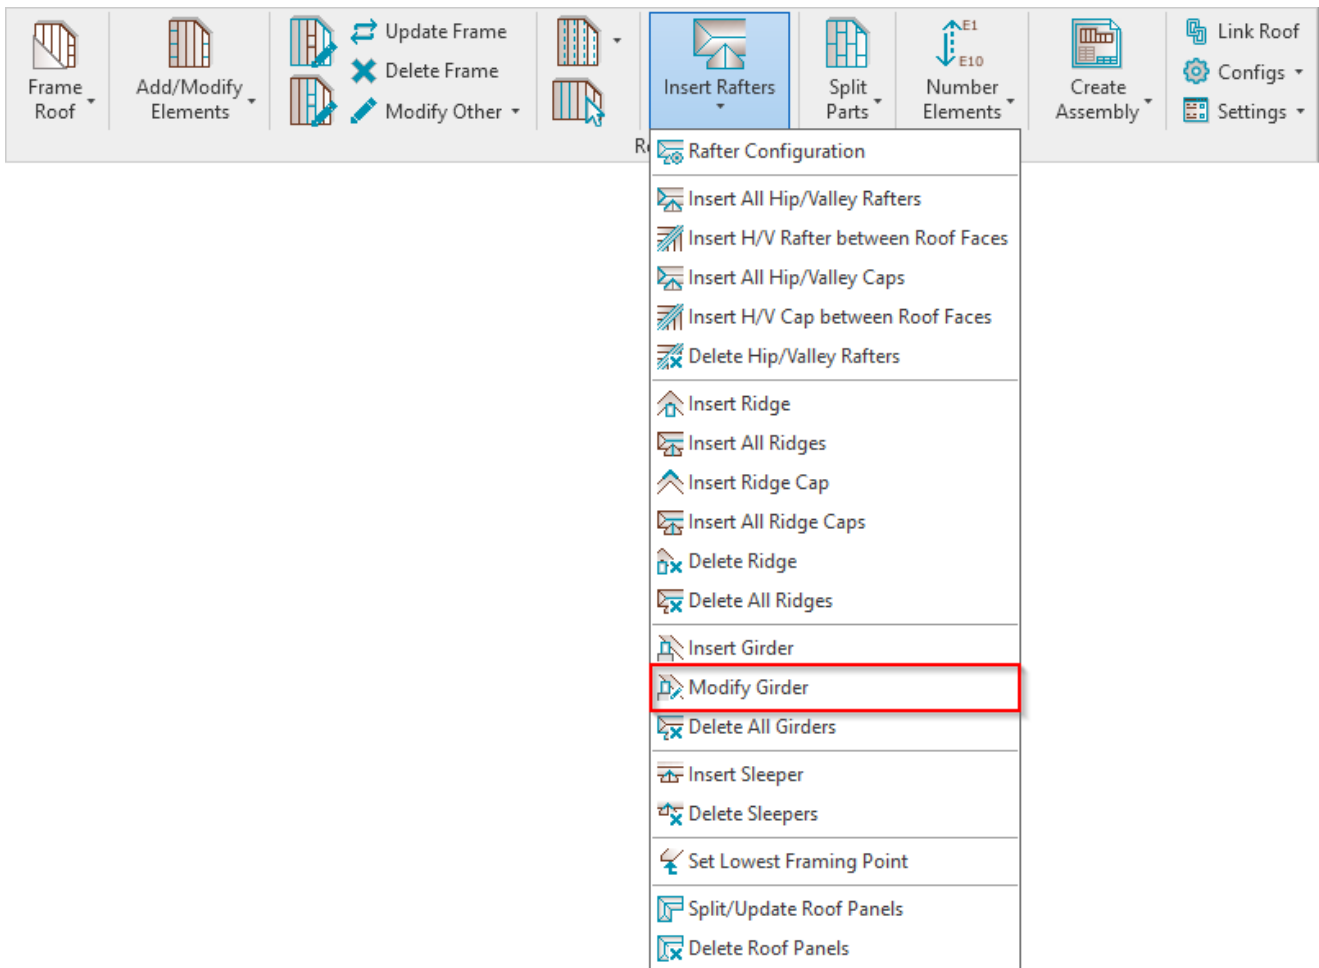 Frame
Roof
Add/Modify
Elements
Update Frame
Delete Frame
Modify Other
Insert Rafters
Split
Parts
E1
E10
Number
Elements
Create
Assembly
Link Roof
Configs
Settings
Rafter Configuration
Insert All Hip/Valley Rafters
Insert H/V Rafter between Roof Faces
Insert All Hip/Valley Caps
Insert H/V Cap between Roof Faces
Delete Hip/Valley Rafters
Insert Ridge
Insert All Ridges
Insert Ridge Cap
Insert All Ridge Caps
Delete Ridge
Delete All Ridges
Insert Girder
Modify Girder
Delete All Girders
Insert Sleeper
Delete Sleepers
Set Lowest Framing Point
Split/Update Roof Panels
Delete Roof Panels